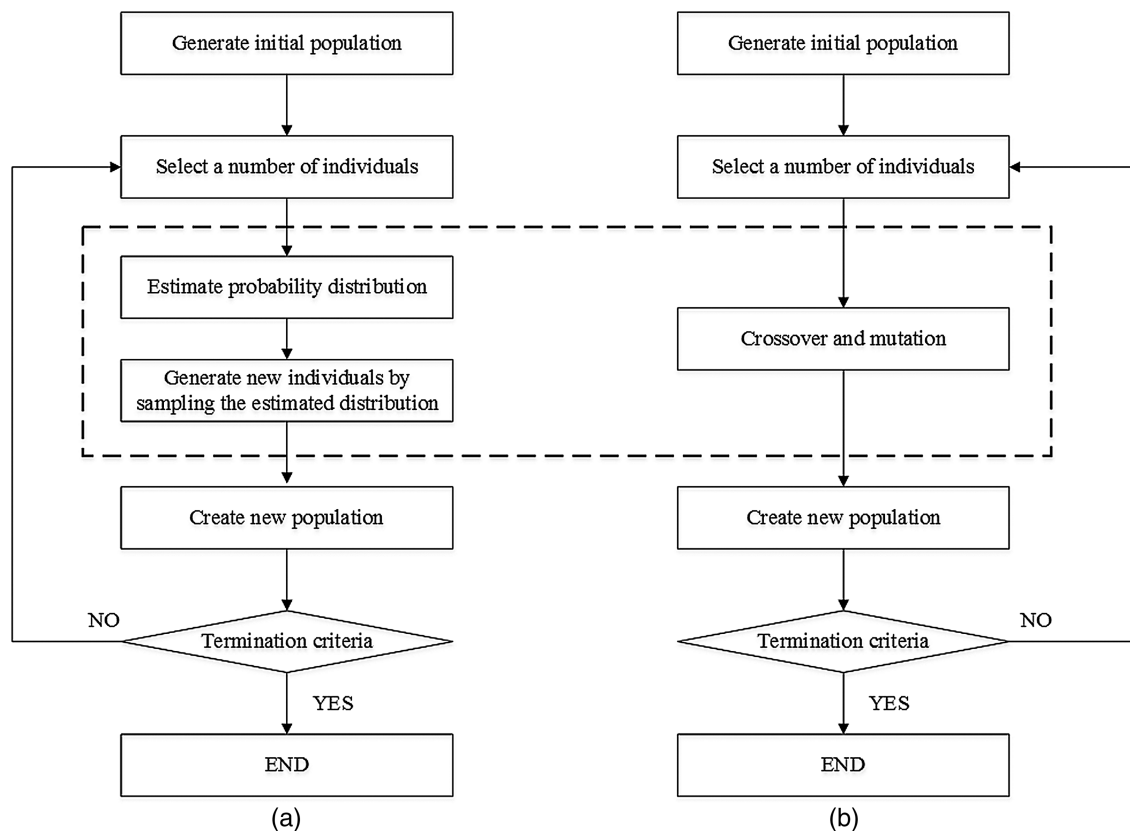 Generate initial population
Select a number of individuals
Estimate probability distribution
Generate new individuals by
sampling the estimated distribution
Create new population
NO
Termination criteria
YES
END
(a)
Generate initial population
Select a number of individuals
Crossover and mutation
Create new population
Termination criteria
NO
YES
END
(b)